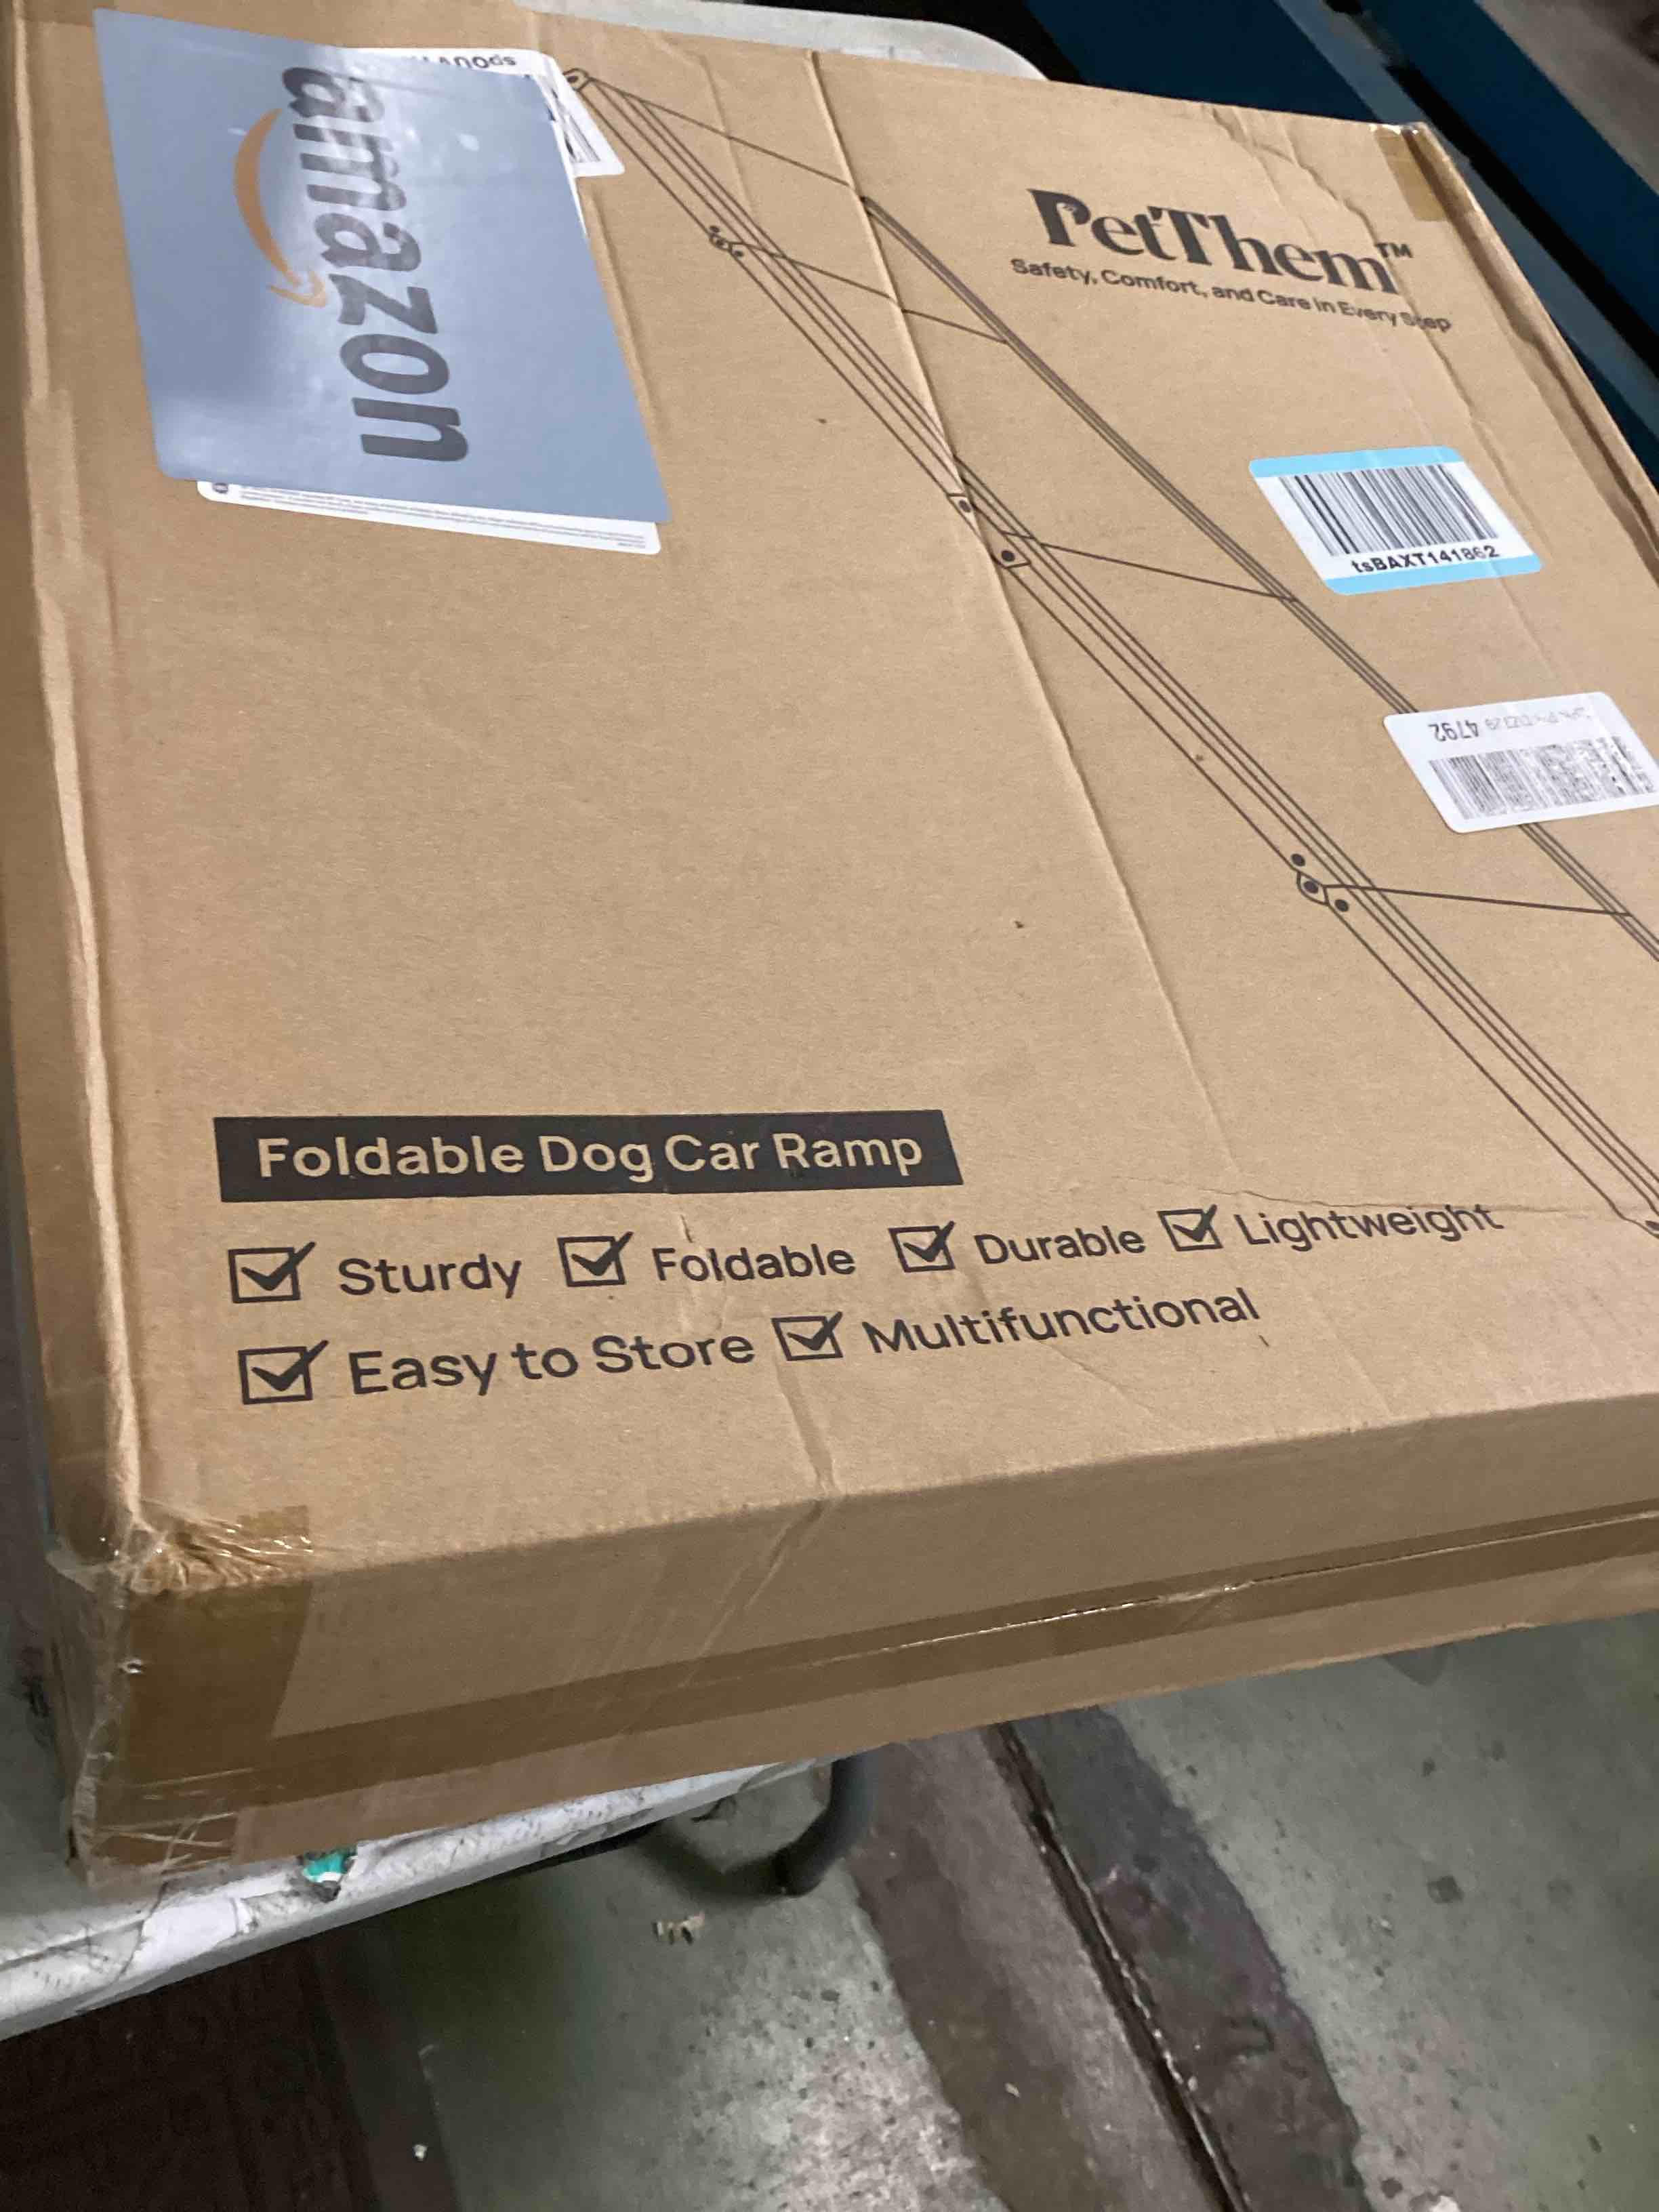 amazon
PetThem™
Safety, Comfort, and Care in Every Step
tsBAXT141862
4792
Foldable Dog Car Ramp
Sturdy Foldable Durable Lightweight
Easy to Store Multifunctional